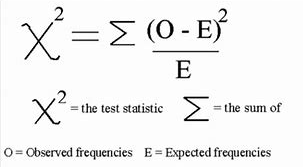 χ² = Σ (O - E)² / E
χ² = the test statistic Σ = the sum of
O = Observed frequencies E = Expected frequencies